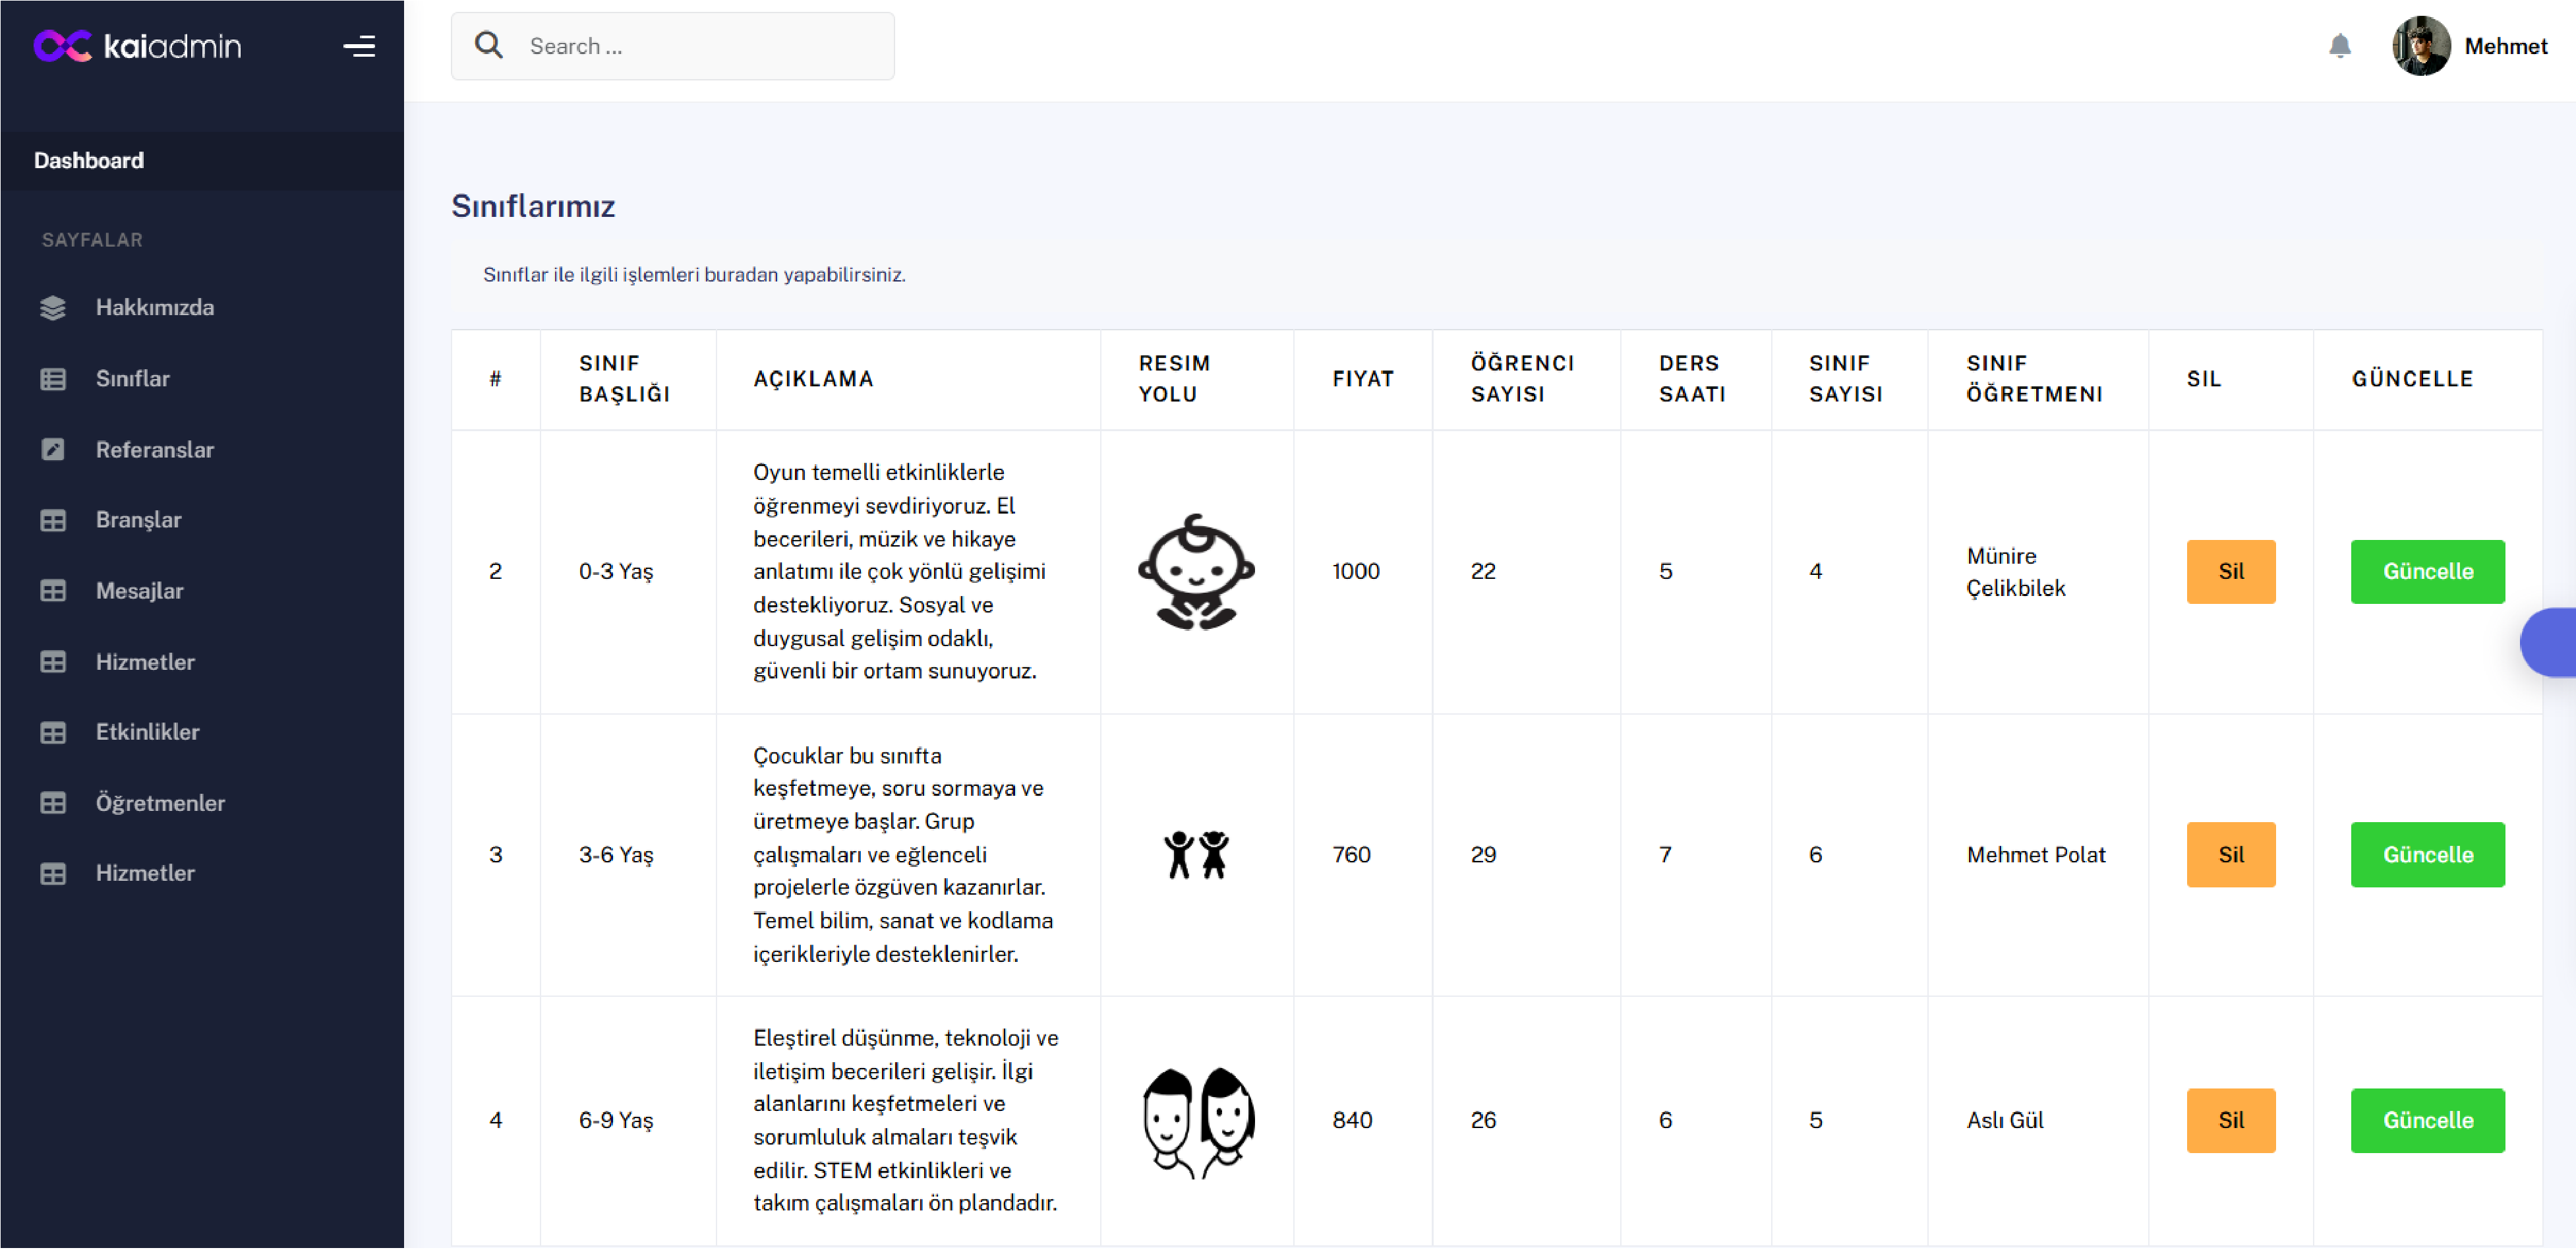 kaiadmin
Search ...
Mehmet
Dashboard
SAYFALAR
Hakkımızda
Sınıflar
Referanslar
Branşlar
Mesajlar
Hizmetler
Etkinlikler
Öğretmenler
Hizmetler
Sınıflarımız
Sınıflar ile ilgili işlemleri buradan yapabilirsiniz.
#
SINIF
BAŞLIĞI
AÇIKLAMA
RESIM
YOLU
FIYAT
ÖĞRENCI
SAYISI
DERS
SAATI
SINIF
SAYISI
SINIF
ÖĞRETMENI
SIL
GÜNCELLE
2
0-3 Yaş
Oyun temelli etkinliklerle
öğrenmeyi sevdiriyoruz. El
becerileri, müzik ve hikaye
anlatımı ile çok yönlü gelişimi
destekliyoruz. Sosyal ve
duygusal gelişim odaklı,
güvenli bir ortam sunuyoruz.
1000
22
5
4
Münire
Çelikbilek
Sil
Güncelle
3
3-6 Yaş
Çocuklar bu sınıfta
keşfetmeye, soru sormaya ve
üretmeye başlar. Grup
çalışmaları ve eğlenceli
projelerle özgüven kazanırlar.
Temel bilim, sanat ve kodlama
içerikleriyle desteklenirler.
760
29
7
6
Mehmet Polat
Sil
Güncelle
4
6-9 Yaş
Eleştirel düşünme, teknoloji ve
iletişim becerileri gelişir. İlgi
alanlarını keşfetmeleri ve
sorumluluk almaları teşvik
edilir. STEM etkinlikleri ve
takım çalışmaları ön plandadır.
840
26
6
5
Aslı Gül
Sil
Güncelle